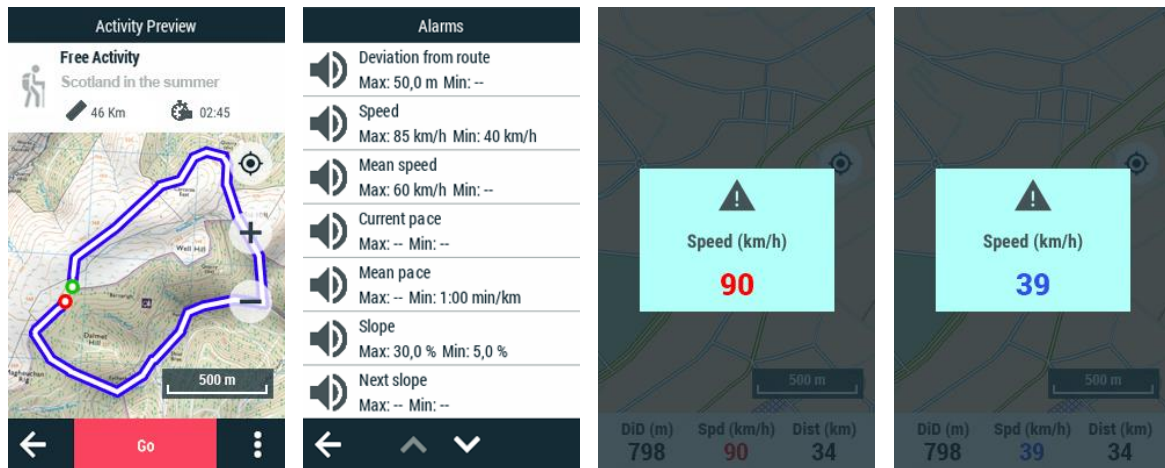 Activity Preview
Free Activity
Scotland in the summer
46 Km
02:45
Well Hill
Dalmet Hill
500 m
Go
Alarms
Deviation from route
Max: 50,0 m Min: --
Speed
Max: 85 km/h Min: 40 km/h
Mean speed
Max: 60 km/h Min: --
Current pace
Max: -- Min: --
Mean pace
Max: -- Min: 1:00 min/km
Slope
Max: 30,0 % Min: 5,0 %
Next slope
Max: -- Min: --
Speed (km/h)
90
500 m
DiD (m) Spd (km/h) Dist (km)
798 90 34
Speed (km/h)
39
500 m
DiD (m) Spd (km/h) Dist (km)
798 39 34